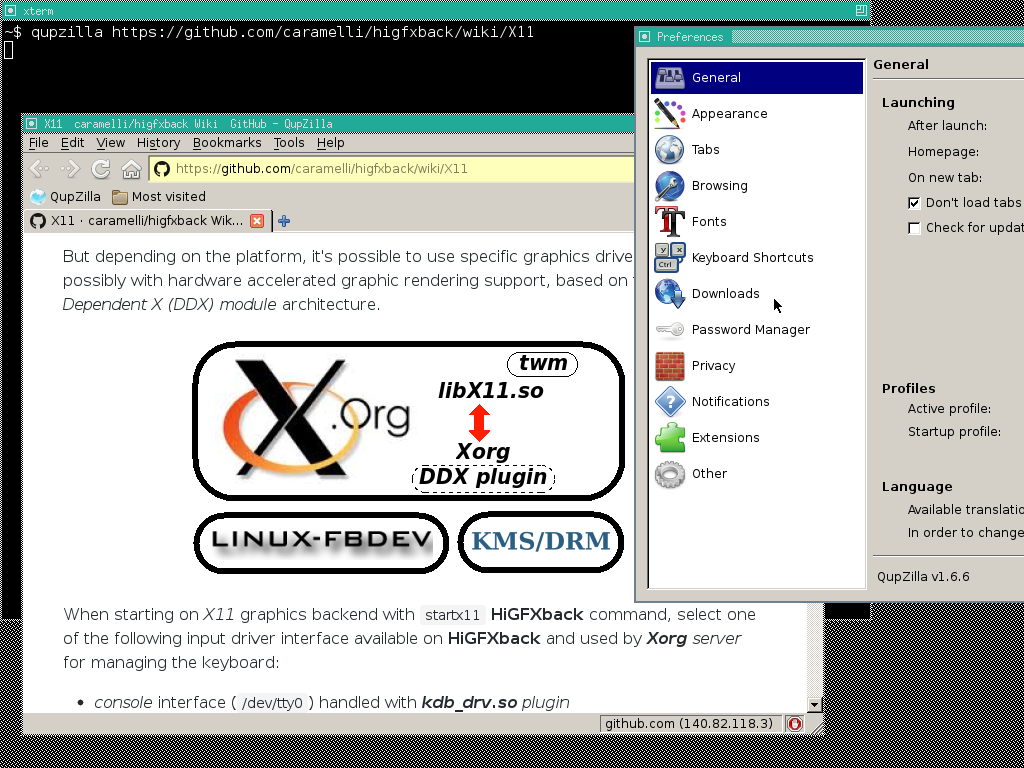 xterm
~$ qupzilla https://github.com/caramelli/higfxback/wiki/X11
X11 caramelli/higfxback Wiki GitHub - QupZilla
File Edit View History Bookmarks Tools Help
https://github.com/caramelli/higfxback/wiki/X11
QupZilla Most visited
X11 · caramelli/higfxback Wik...
But depending on the platform, it's possible to use specific graphics drive
possibly with hardware accelerated graphic rendering support, based on
Dependent X (DDX) module architecture.
X.Org
twm
libX11.so
Xorg
DDX plugin
LINUX-FBDEV
KMS/DRM
When starting on X11 graphics backend with startx11 HiGFXback command, select one
of the following input driver interface available on HiGFXback and used by Xorg server
for managing the keyboard:
• console interface ( /dev/tty0 ) handled with kdb_drv.so plugin
github.com (140.82.118.3)
Preferences
General
Appearance
Tabs
Browsing
Fonts
Keyboard Shortcuts
Downloads
Password Manager
Privacy
Notifications
Extensions
Other
General
Launching
After launch:
Homepage:
On new tab:
Don't load tabs
Check for updat
Profiles
Active profile:
Startup profile:
Language
Available translatio
In order to change
QupZilla v1.6.6